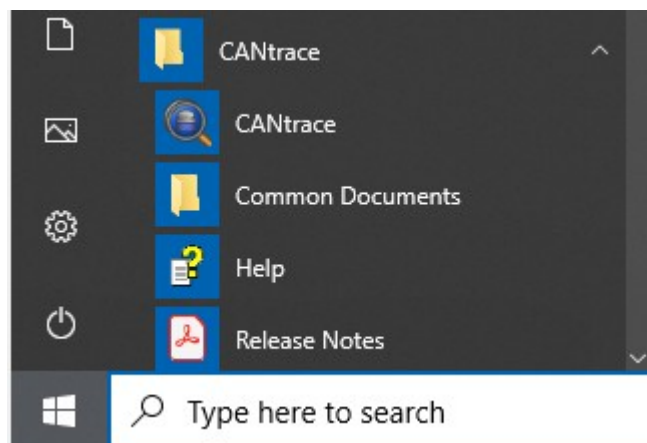 CANtrace
CANtrace
Common Documents
Help
Release Notes
Type here to search